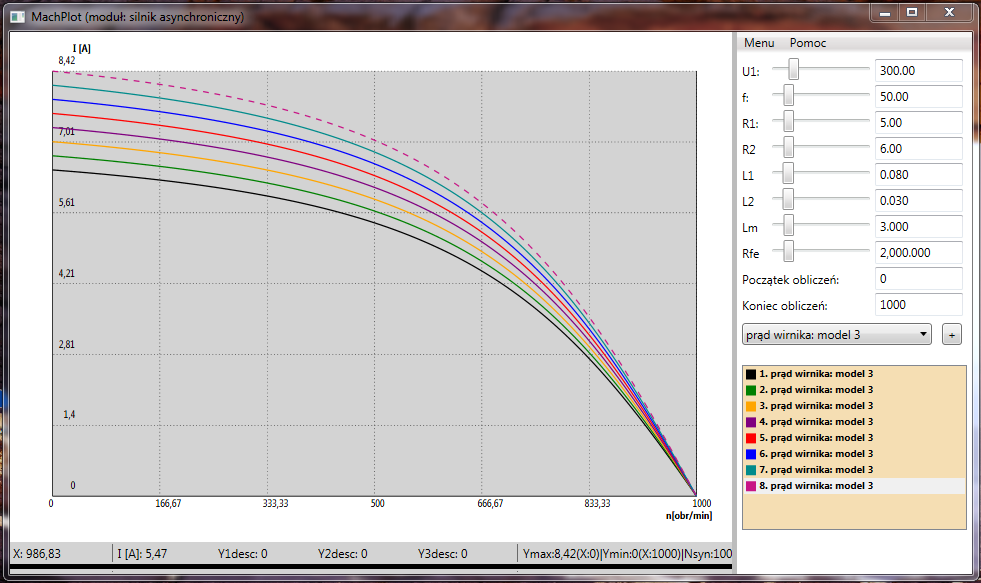 MachPlot (moduł: silnik asynchroniczny)
I [A]
8,42
7,01
5,61
4,21
2,81
1,4
0
0 166,67 333,33 500 666,67 833,33 1000
n[obr/min]
X: 986,83 I [A]: 5,47 Y1desc: 0 Y2desc: 0 Y3desc: 0 Ymax:8,42(X:0)|Ymin:0(X:1000)|Nsyn:100
Menu Pomoc
U1: 300.00
f: 50.00
R1: 5.00
R2 6.00
L1 0.080
L2 0.030
Lm 3.000
Rfe 2,000.000
Początek obliczeń: 0
Koniec obliczeń: 1000
prąd wirnika: model 3 +
1. prąd wirnika: model 3
2. prąd wirnika: model 3
3. prąd wirnika: model 3
4. prąd wirnika: model 3
5. prąd wirnika: model 3
6. prąd wirnika: model 3
7. prąd wirnika: model 3
8. prąd wirnika: model 3